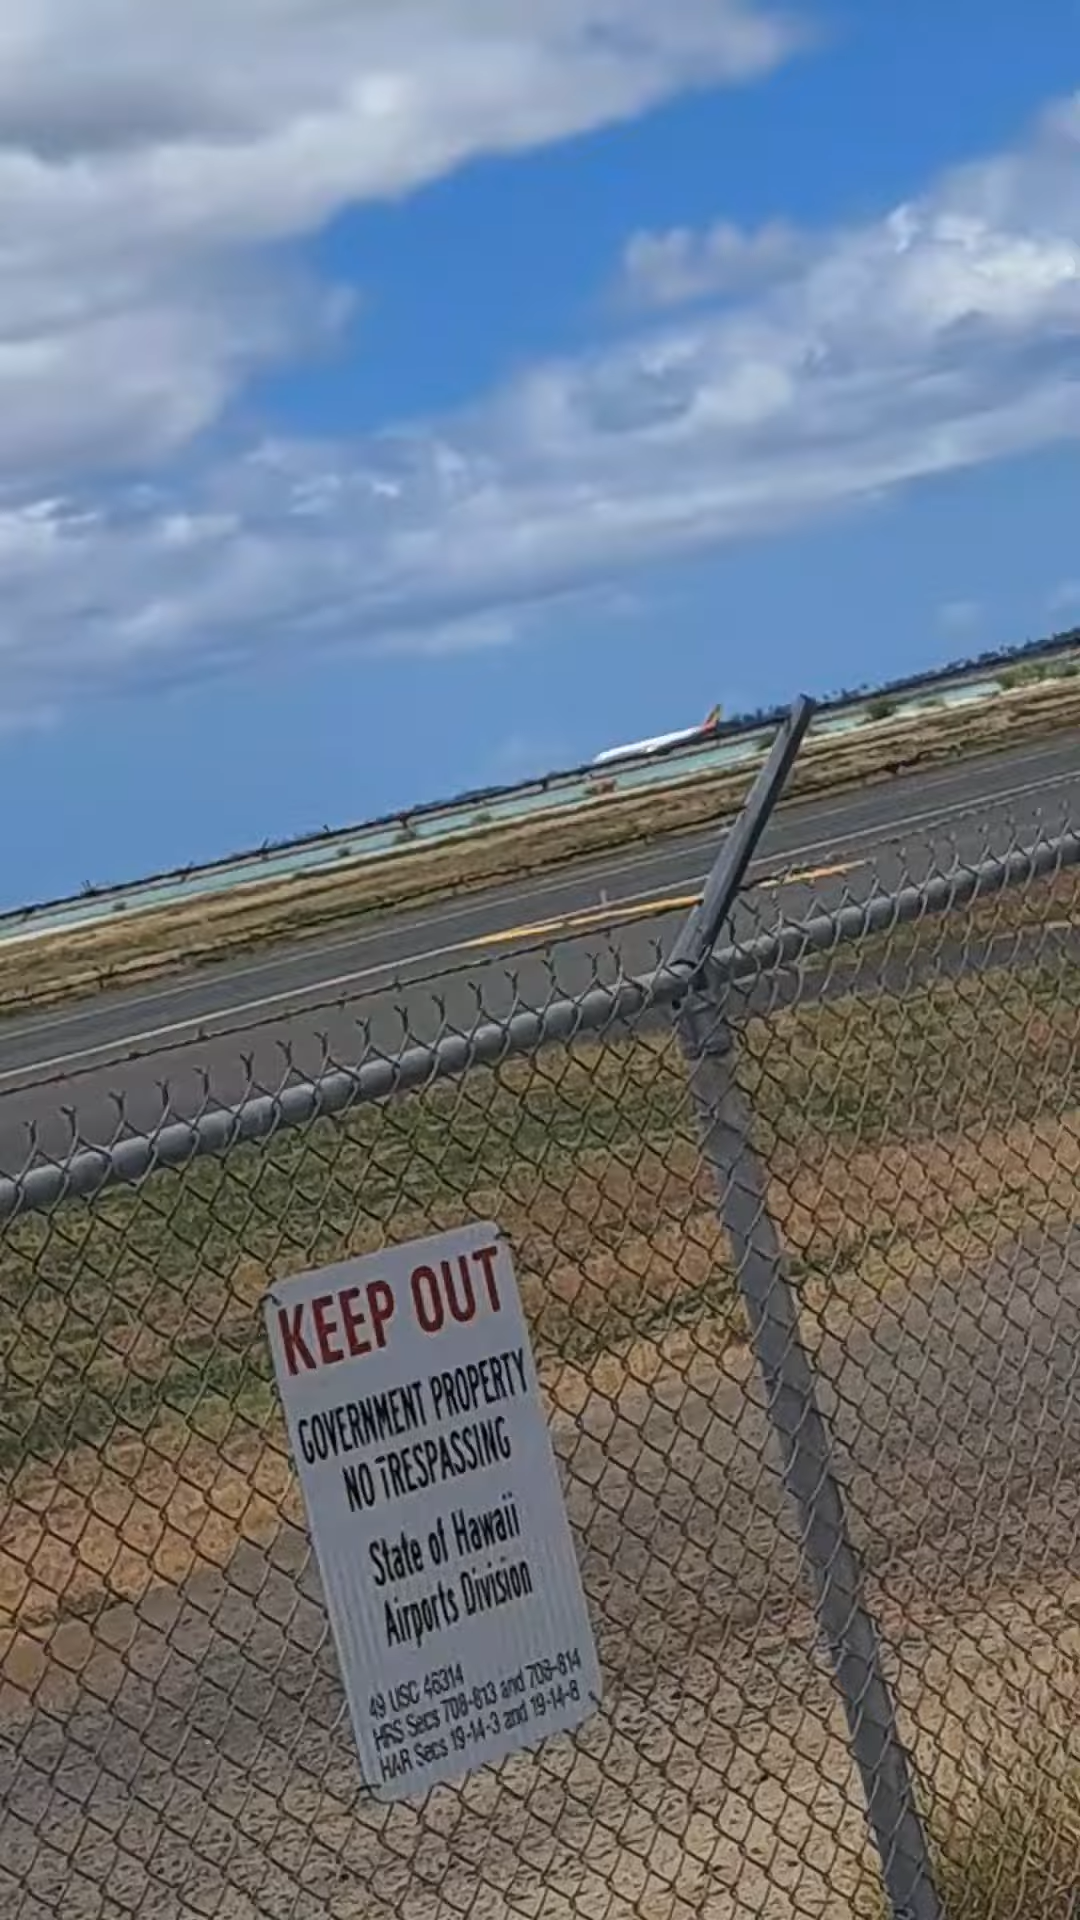 KEEP OUT
GOVERNMENT PROPERTY
NO TRESPASSING
State of Hawaii
Airports Division
49 USC 46314
HRS Secs 708-813 and 708-814
HAR Secs 19-14-3 and 19-14-8